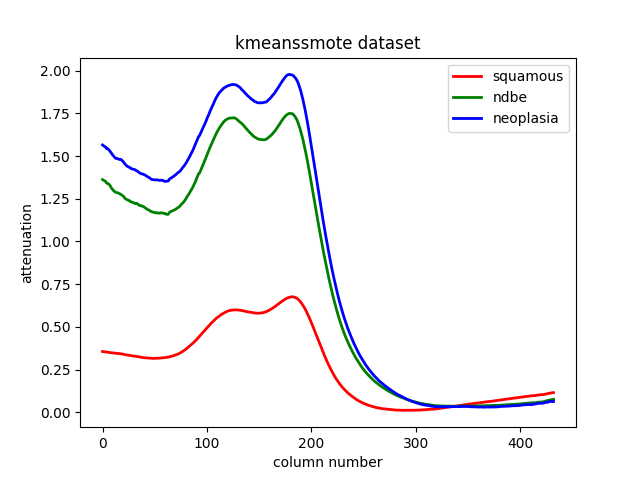 kmeanssmote dataset
squamous
ndbe
neoplasia
attenuation
2.00
1.75
1.50
1.25
1.00
0.75
0.50
0.25
0.00
0 100 200 300 400
column number